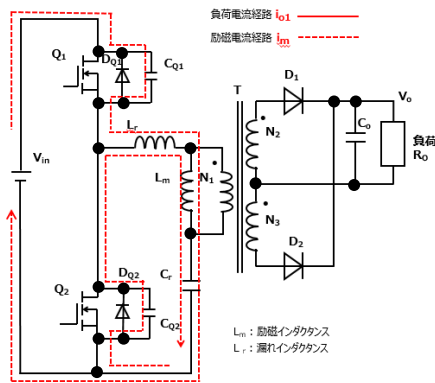 負荷電流経路 io1
励磁電流経路 im
Q1
DQ1
CQ1
Lr
T
D1
Vo
Vin
Lm
N1
N2
Co
負荷
Ro
N3
D2
Q2
DQ2
CQ2
Cr
Lm：励磁インダクタンス
Lr：漏れインダクタンス